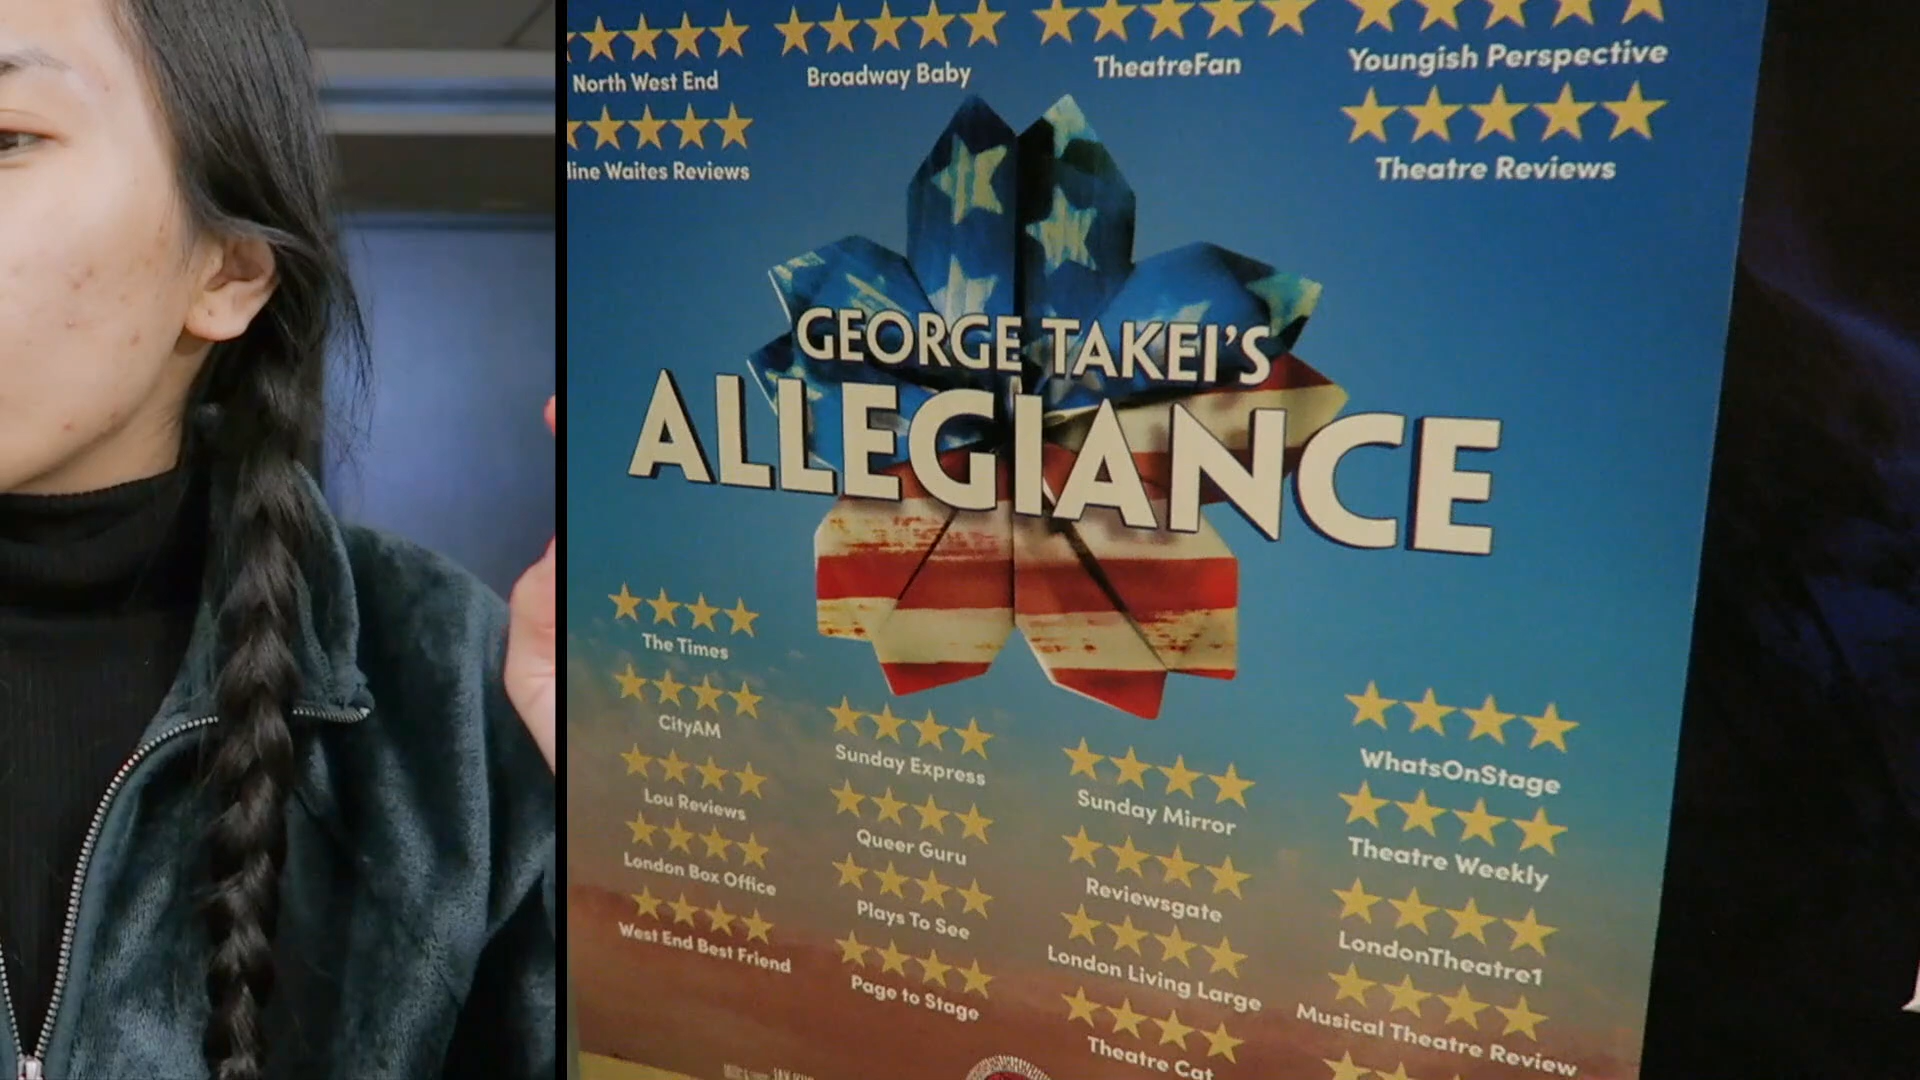 North West End
Broadway Baby
TheatreFan
Youngish Perspective
line Waites Reviews
Theatre Reviews
GEORGE TAKEI'S
ALLEGIANCE
The Times
CityAM
Lou Reviews
London Box Office
West End Best Friend
Sunday Express
Queer Guru
Plays To See
Page to Stage
Sunday Mirror
Reviewsgate
London Living Large
Theatre Cat
WhatsOnStage
Theatre Weekly
LondonTheatre1
Musical Theatre Review